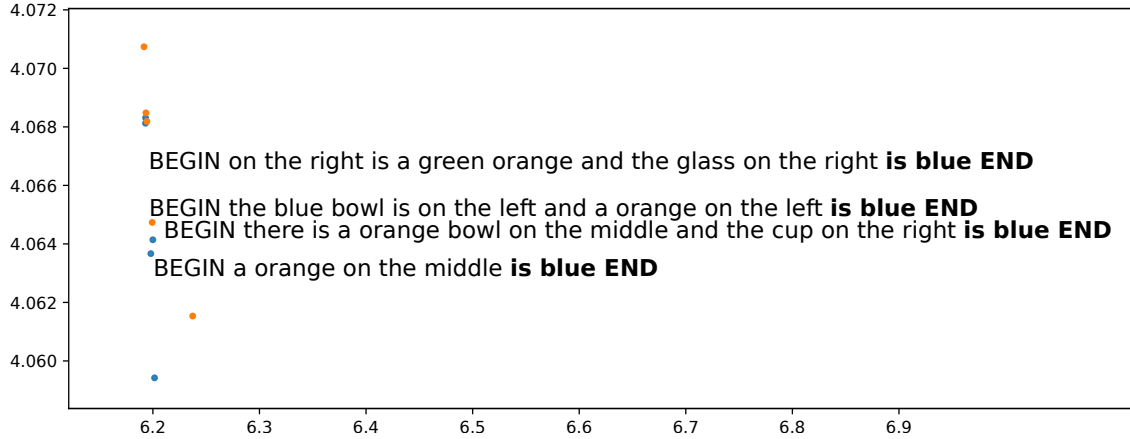 4.072
4.070
4.068
BEGIN on the right is a green orange and the glass on the right is blue END
4.066
BEGIN the blue bowl is on the left and a orange on the left is blue END
4.064
BEGIN there is a orange bowl on the middle and the cup on the right is blue END
BEGIN a orange on the middle is blue END
4.062
4.060
6.2 6.3 6.4 6.5 6.6 6.7 6.8 6.9